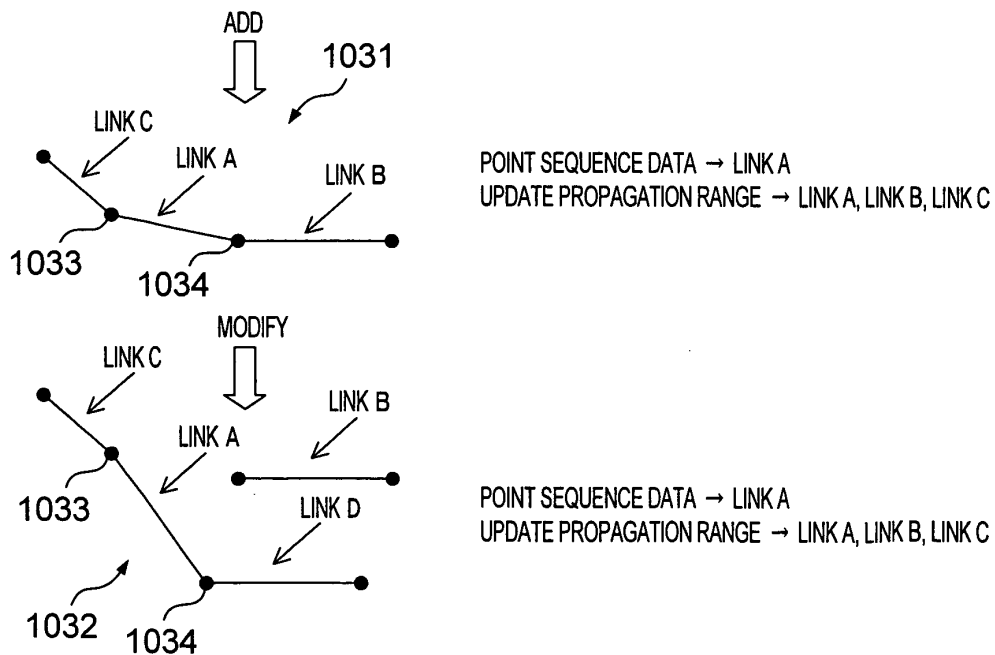 ADD
1031
LINK C
LINK A
LINK B
1033
1034
POINT SEQUENCE DATA → LINK A
UPDATE PROPAGATION RANGE → LINK A, LINK B, LINK C
MODIFY
LINK C
LINK B
LINK A
LINK D
1033
1032
1034
POINT SEQUENCE DATA → LINK A
UPDATE PROPAGATION RANGE → LINK A, LINK B, LINK C